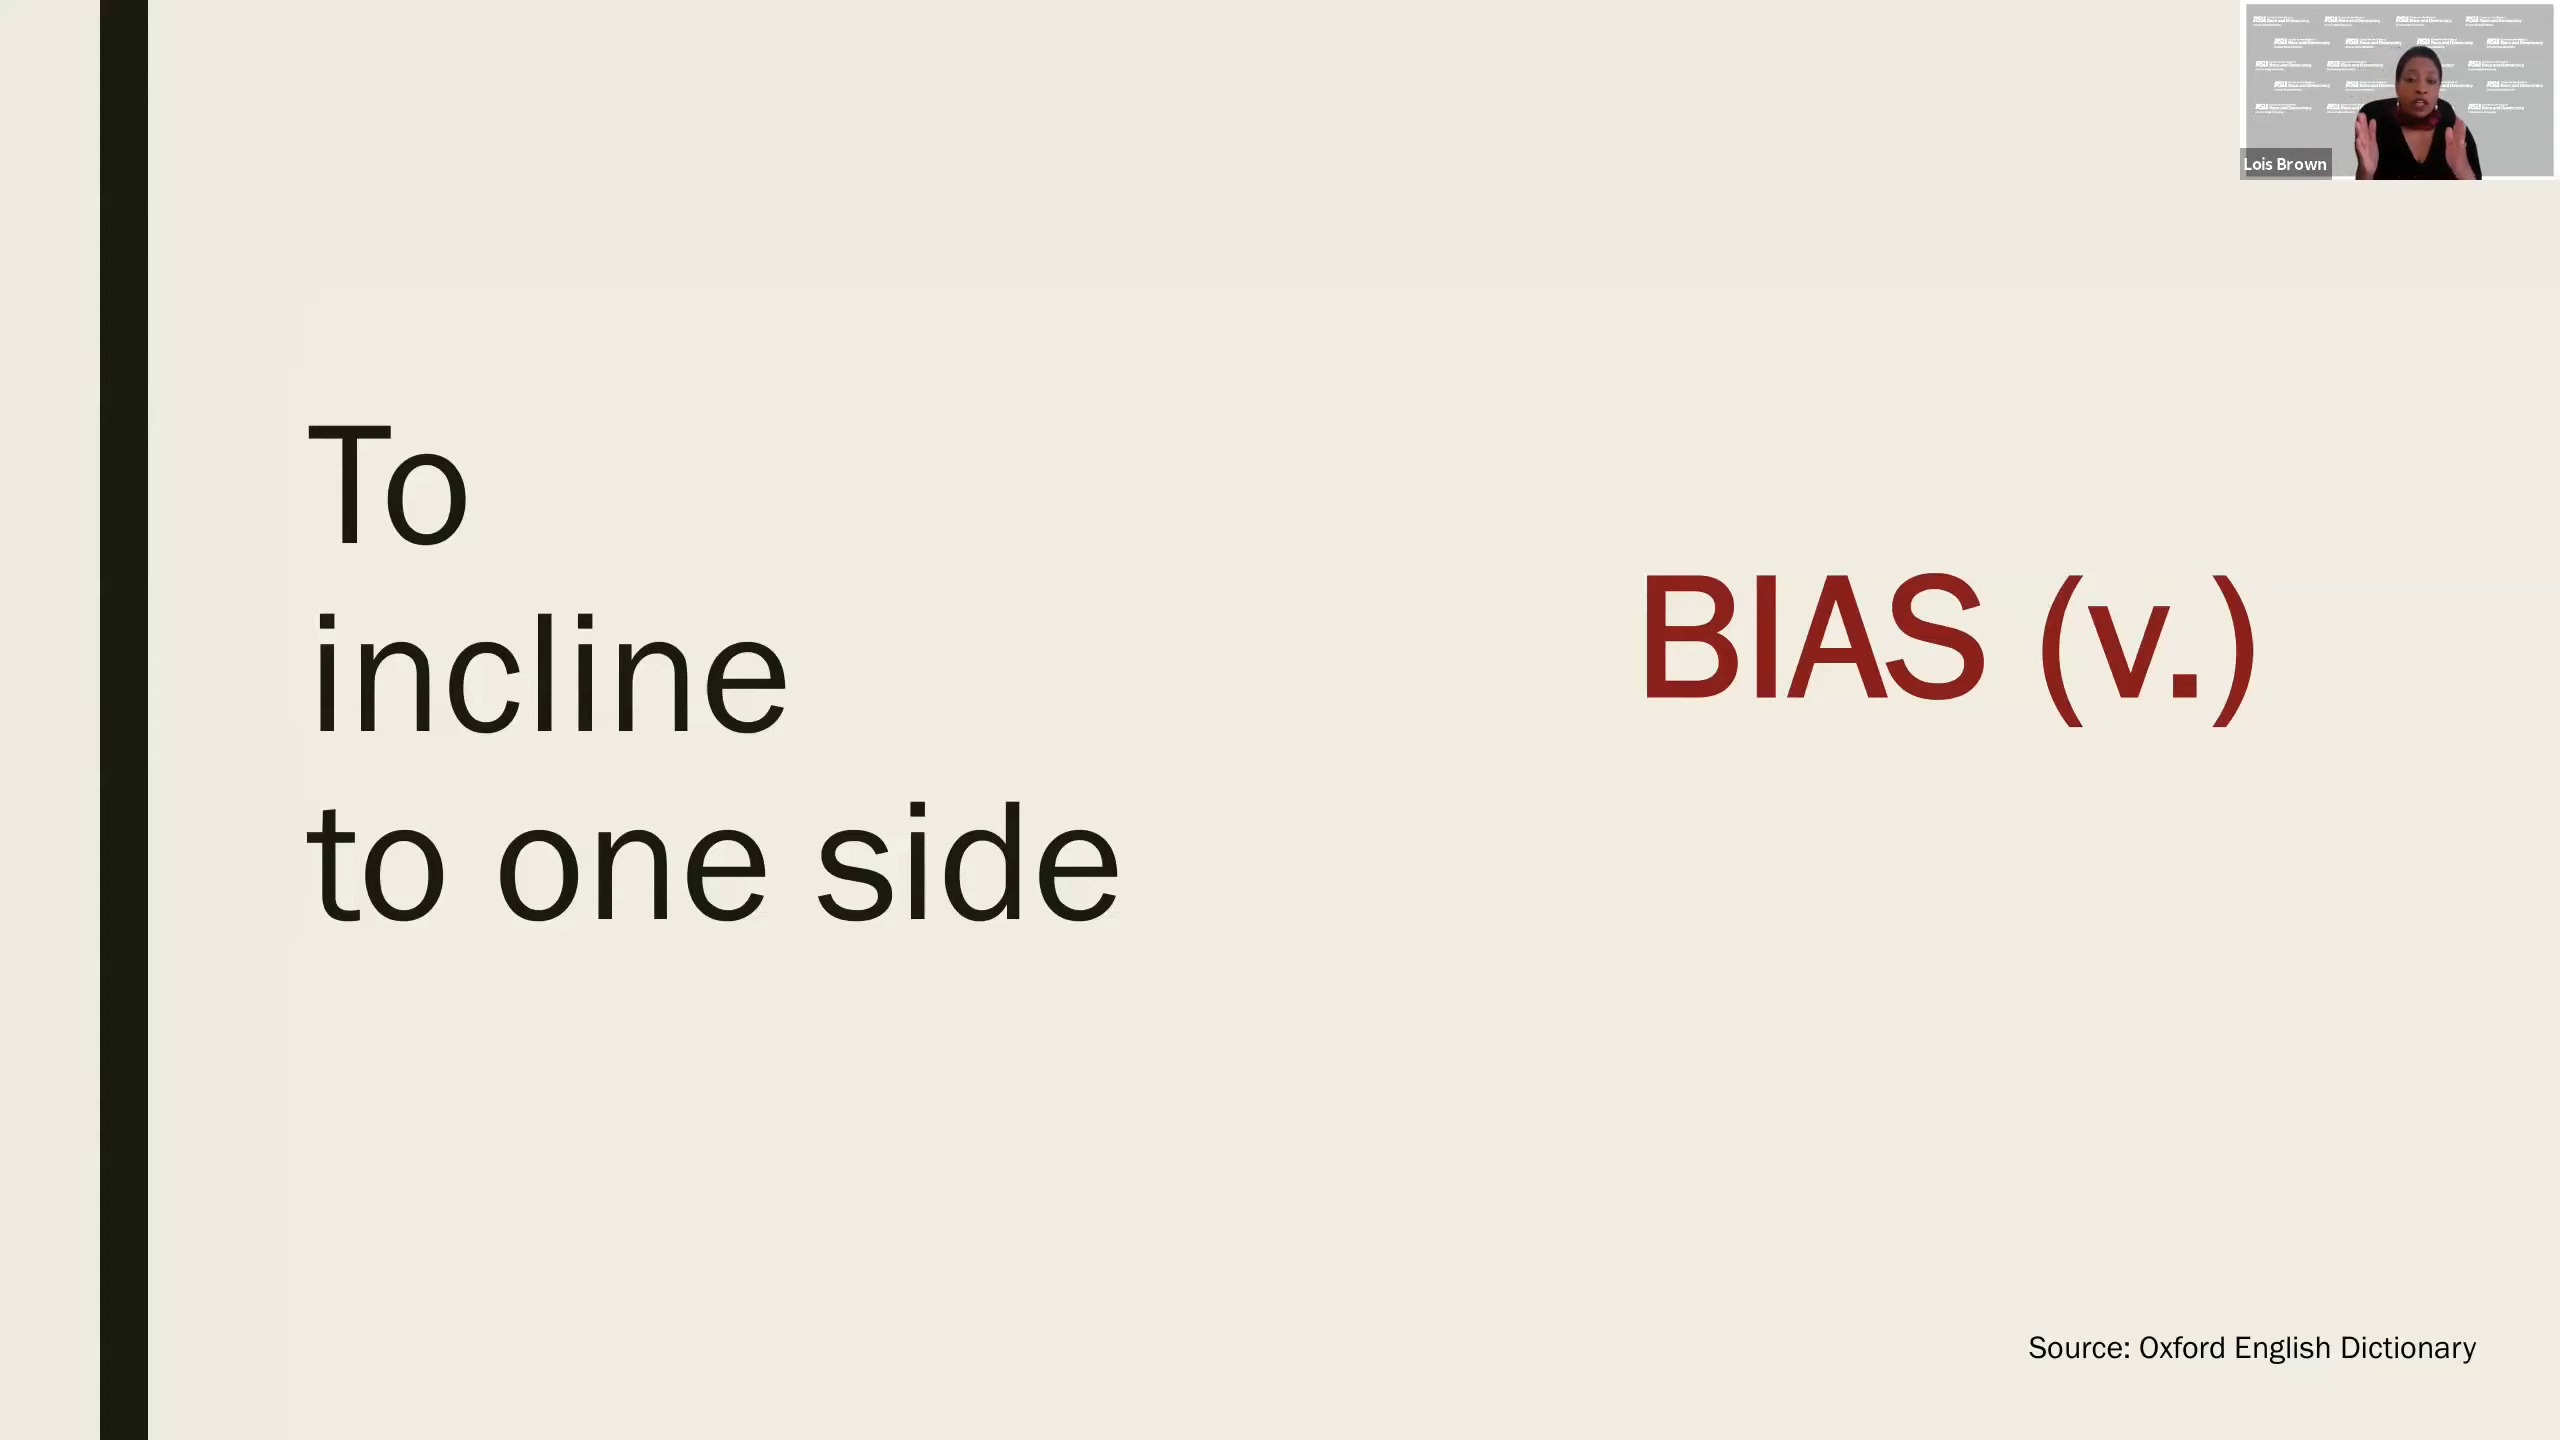 To
incline
to one side
BIAS (v.)
Source: Oxford English Dictionary
Lois Brown